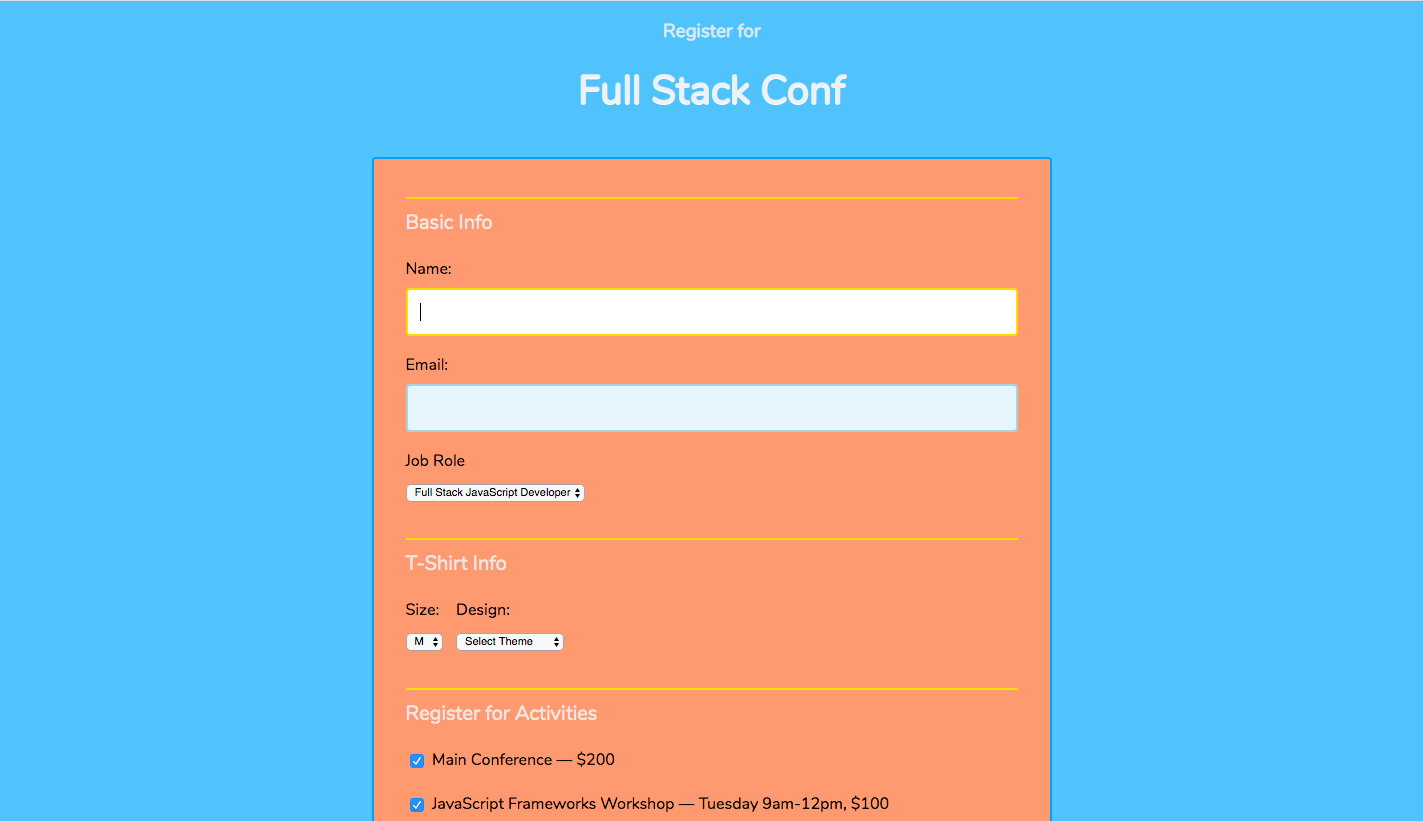 Register for
Full Stack Conf
Basic Info
Name:
Email:
Job Role
Full Stack JavaScript Developer
T-Shirt Info
Size: Design:
M Select Theme
Register for Activities
Main Conference — $200
JavaScript Frameworks Workshop — Tuesday 9am-12pm, $100